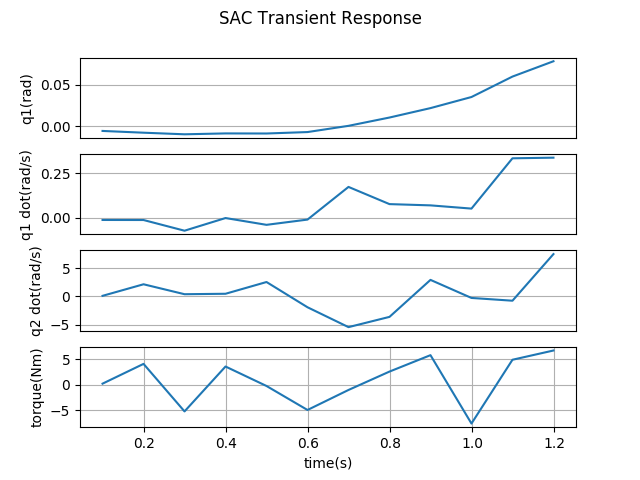 SAC Transient Response
q1(rad)
0.05
0.00
q1 dot(rad/s)
0.25
0.00
q2 dot(rad/s)
5
0
−5
torque(Nm)
5
0
−5
0.2 0.4 0.6 0.8 1.0 1.2
time(s)